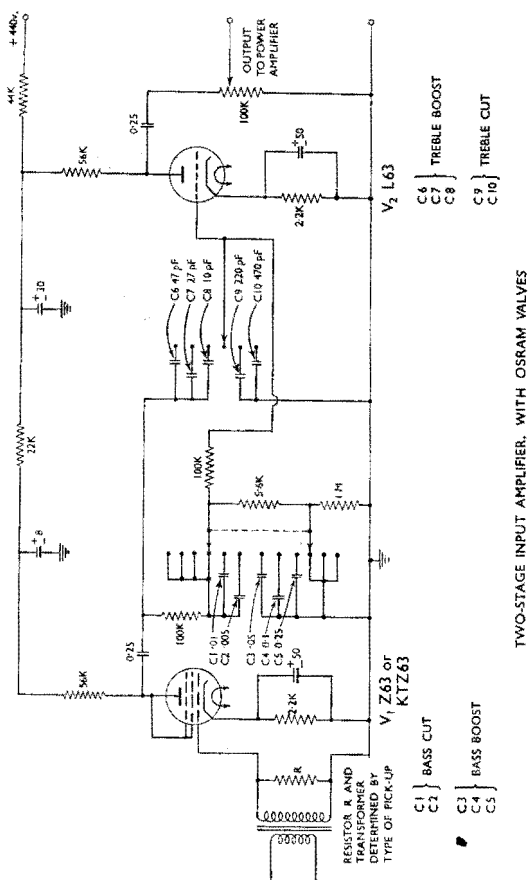 + 440v.
44K
56K
0·25
OUTPUT
TO POWER
AMPLIFIER
100K
+
50
2·2K
V2 L63
C6
C7
C8
TREBLE BOOST
C9
C10
TREBLE CUT
+
22K
+
8
C6 47 pF
C7 27 pF
C8 10 pF
C9 220 pF
C10 470 pF
100K
5·6K
1M
56K
0·25
100K
C1 ·01
C2 ·005
C3 ·05
C4 0·1
C5 0·25
+
50
2·2K
R
V1 Z63 or
KTZ63
RESISTOR R AND
TRANSFORMER
DETERMINED BY
TYPE OF PICK-UP
C1
C2
BASS CUT
C3
C4
C5
BASS BOOST
TWO-STAGE INPUT AMPLIFIER, WITH OSRAM VALVES